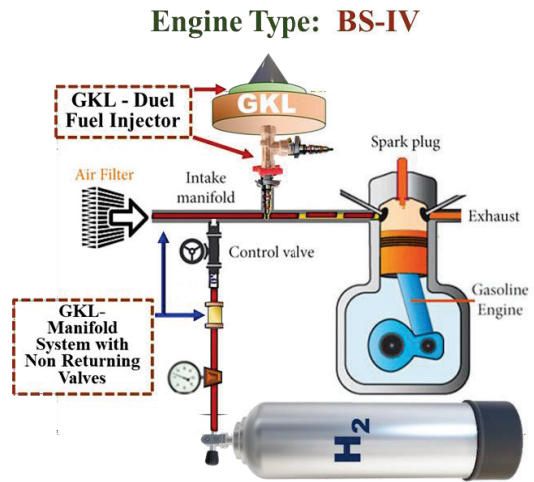 Engine Type: BS-IV
GKL - Duel
Fuel Injector
GKL
Spark plug
Air Filter
Intake
manifold
Exhaust
Control valve
GKL-
Manifold
System with
Non Returning
Valves
Gasoline
Engine
H2